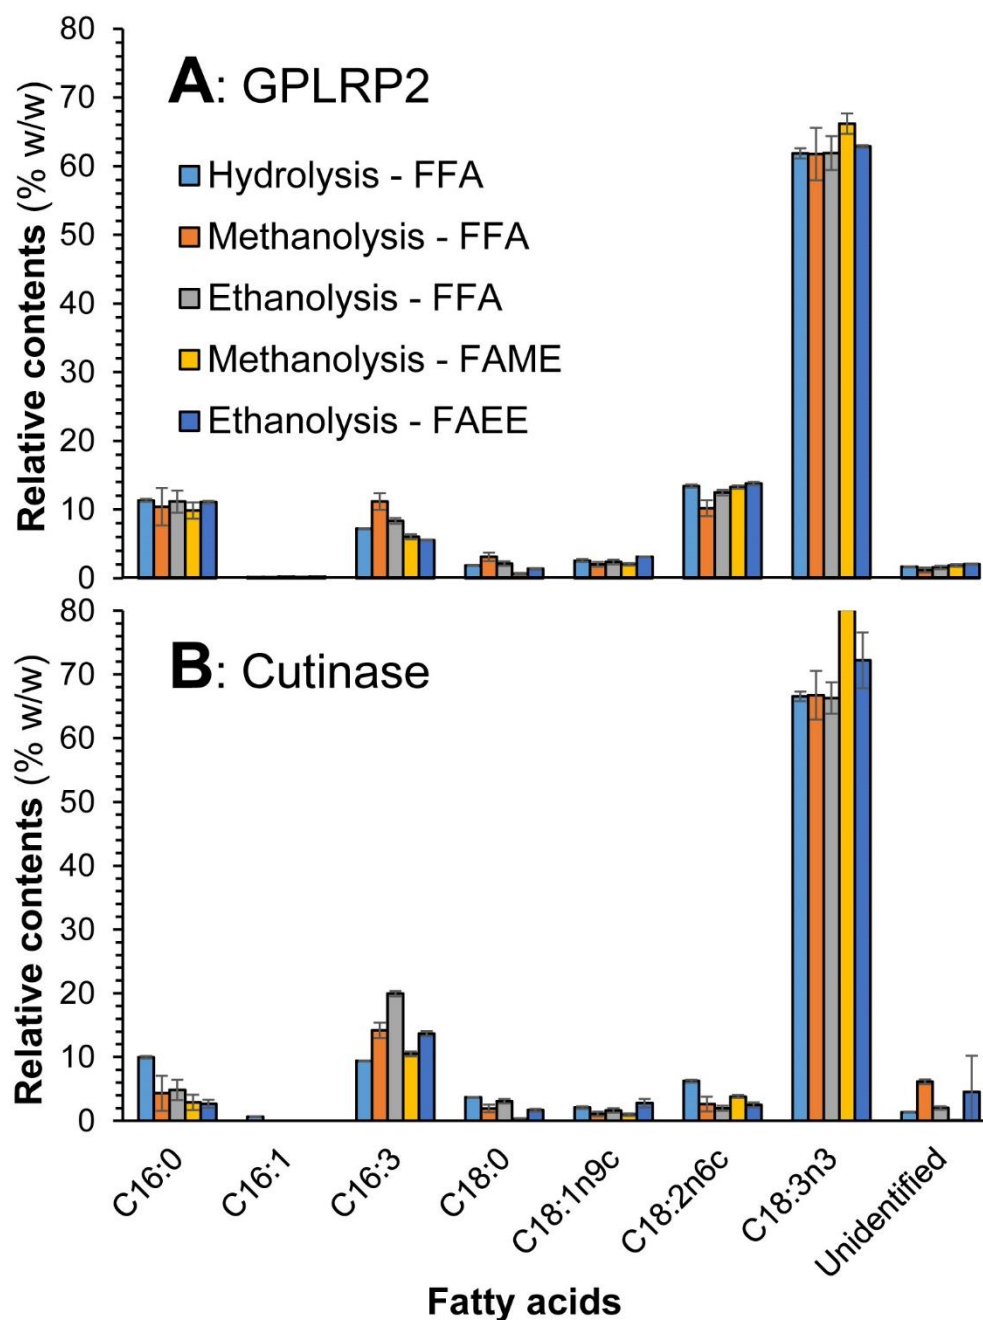 A: GPLRP2
Relative contents (% w/w)
80
70
60
50
40
30
20
10
0
Hydrolysis - FFA
Methanolysis - FFA
Ethanolysis - FFA
Methanolysis - FAME
Ethanolysis - FAEE
B: Cutinase
Relative contents (% w/w)
80
70
60
50
40
30
20
10
0
C16:0
C16:1
C16:3
C18:0
C18:1n9c
C18:2n6c
C18:3n3
Unidentified
Fatty acids